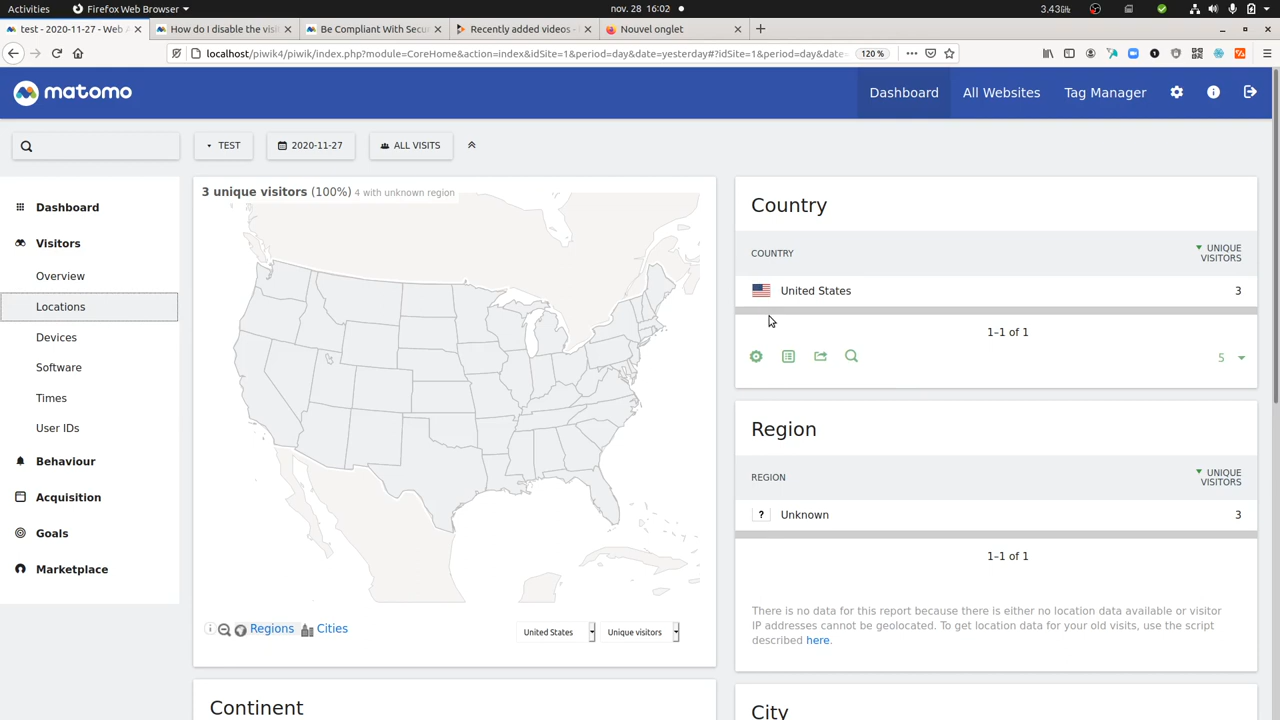 Activities
Firefox Web Browser
nov. 28 16:02
3.43GiB
test - 2020-11-27 - Web A
How do I disable the visit
Be Compliant With Secur
Recently added videos -
Nouvel onglet
localhost/piwik4/piwik/index.php?module=CoreHome&action=index&idSite=1&period=day&date=yesterday#?idSite=1&period=day&date=
120 %
matomo
Dashboard
All Websites
Tag Manager
TEST
2020-11-27
ALL VISITS
Dashboard
Visitors
Overview
Locations
Devices
Software
Times
User IDs
Behaviour
Acquisition
Goals
Marketplace
3 unique visitors (100%) 4 with unknown region
Regions
Cities
United States
Unique visitors
Continent
Country
COUNTRY
UNIQUE
VISITORS
United States
3
1–1 of 1
5
Region
REGION
UNIQUE
VISITORS
? Unknown
3
1–1 of 1
There is no data for this report because there is either no location data available or visitor
IP addresses cannot be geolocated. To get location data for your old visits, use the script
described here.
City